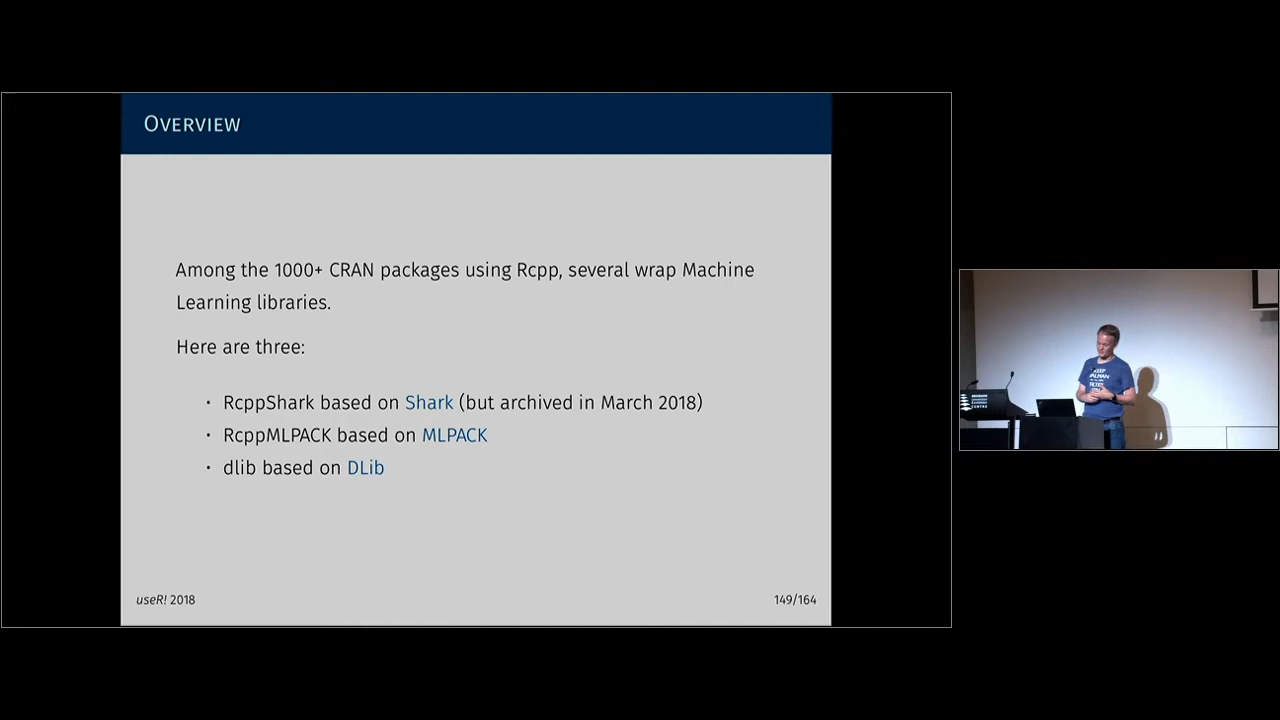 OVERVIEW
Among the 1000+ CRAN packages using Rcpp, several wrap Machine
Learning libraries.
Here are three:
· RcppShark based on Shark (but archived in March 2018)
· RcppMLPACK based on MLPACK
· dlib based on DLib
useR! 2018
149/164
KEEP